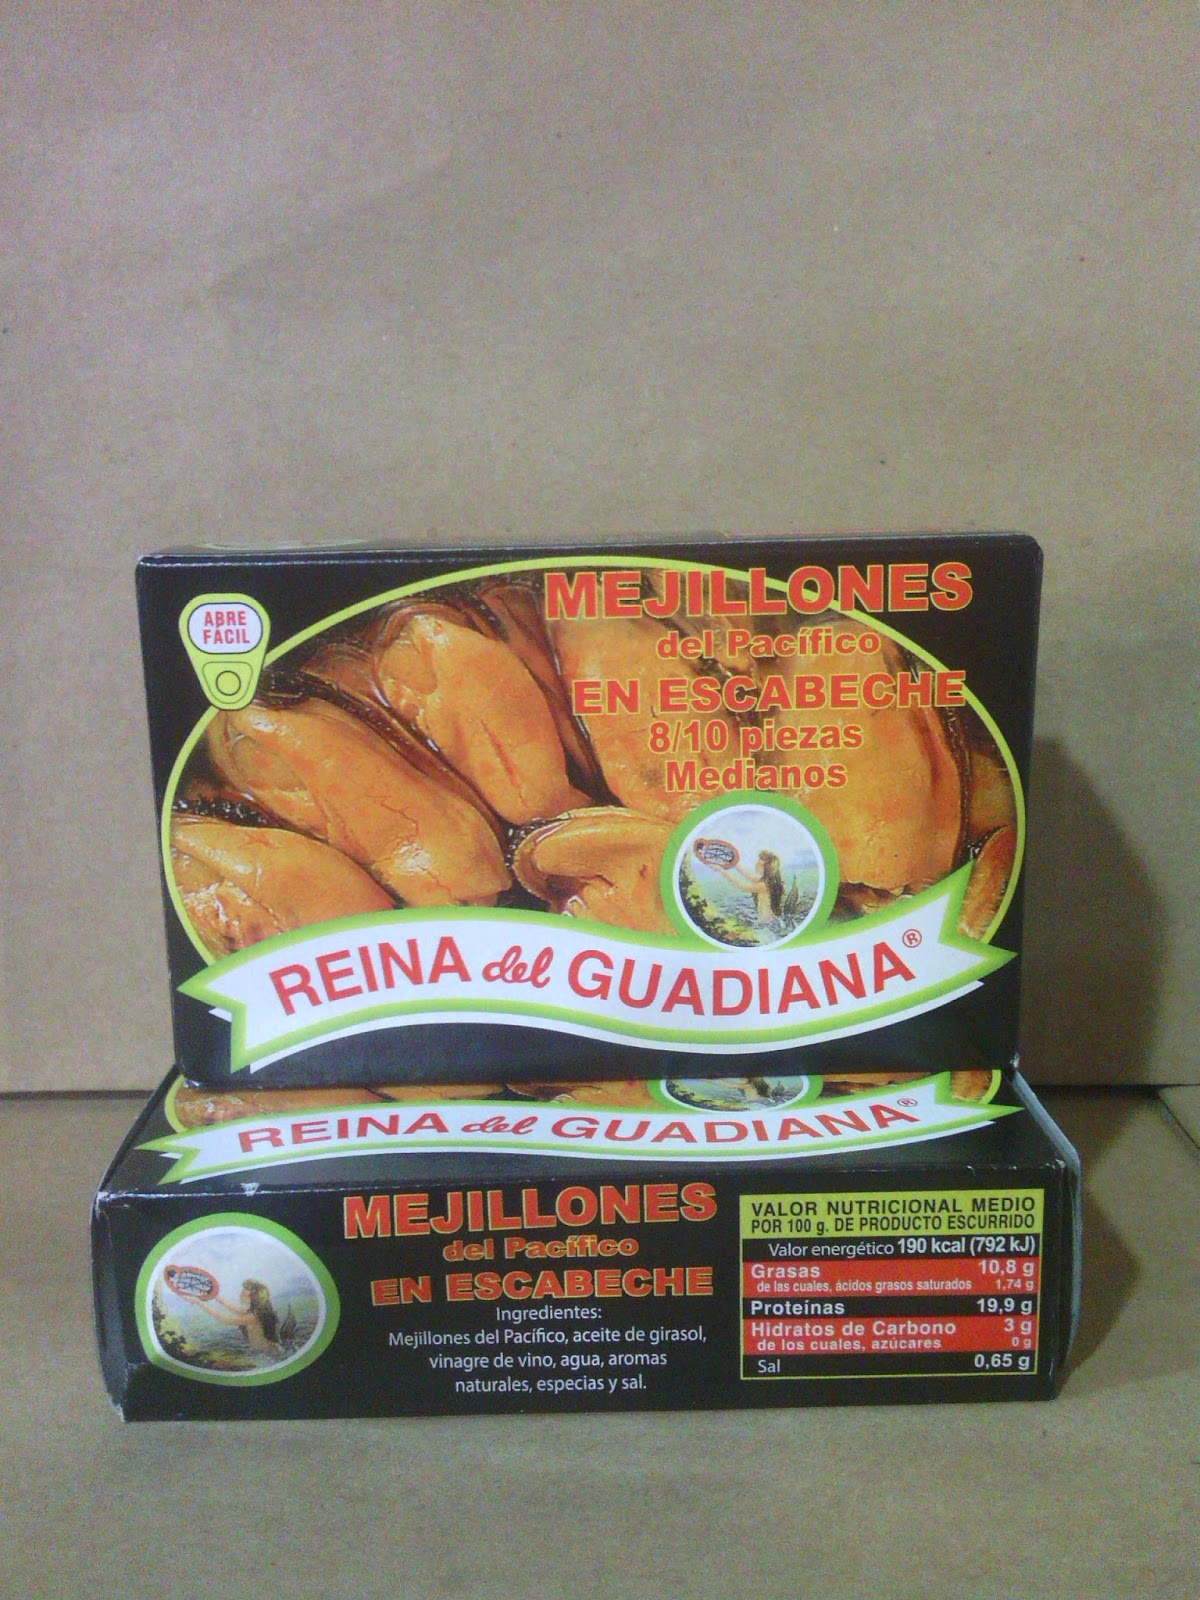 ABRE
FACIL
MEJILLONES
del Pacífico
EN ESCABECHE
8/10 piezas
Medianos
REINA del GUADIANA®
REINA del GUADIANA®
MEJILLONES
del Pacífico
EN ESCABECHE
Ingredientes:
Mejillones del Pacífico, aceite de girasol,
vinagre de vino, agua, aromas
naturales, especias y sal.
VALOR NUTRICIONAL MEDIO
POR 100 g. DE PRODUCTO ESCURRIDO
Valor energético 190 kcal (792 kJ)
Grasas 10,8 g
de las cuales, ácidos grasos saturados 1,74 g
Proteínas 19,9 g
Hidratos de Carbono 3 g
de los cuales, azúcares 0 g
Sal 0,65 g